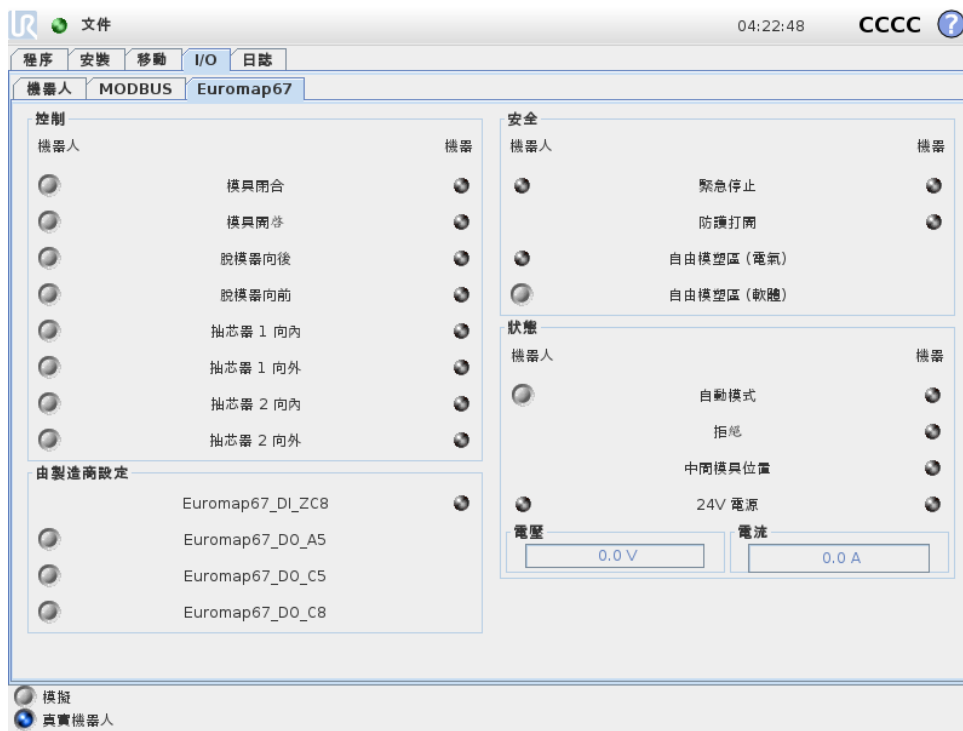 UR 文件 04:22:48 CCCC ?
程序 安裝 移動 I/O 日誌
機器人 MODBUS Euromap67
控制
機器人 機器
模具閉合
模具開啓
脫模器向後
脫模器向前
抽芯器 1 向內
抽芯器 1 向外
抽芯器 2 向內
抽芯器 2 向外
由製造商設定
Euromap67_DI_ZC8
Euromap67_DO_A5
Euromap67_DO_C5
Euromap67_DO_C8
安全
機器人 機器
緊急停止
防護打開
自由模塑區 (電氣)
自由模塑區 (軟體)
狀態
機器人 機器
自動模式
拒絕
中間模具位置
24V 電源
電壓 電流
0.0 V 0.0 A
模擬
真實機器人